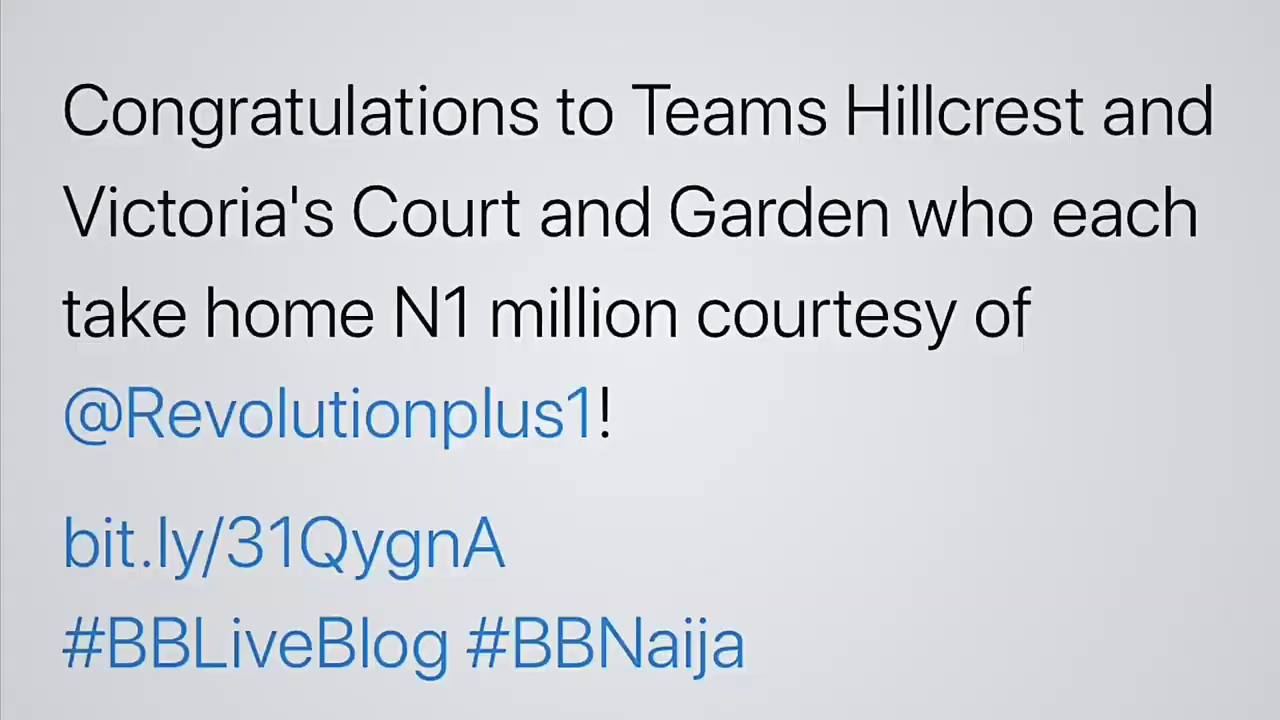 Congratulations to Teams Hillcrest and
Victoria's Court and Garden who each
take home N1 million courtesy of
@Revolutionplus1!
bit.ly/31QygnA
#BBLiveBlog #BBNaija